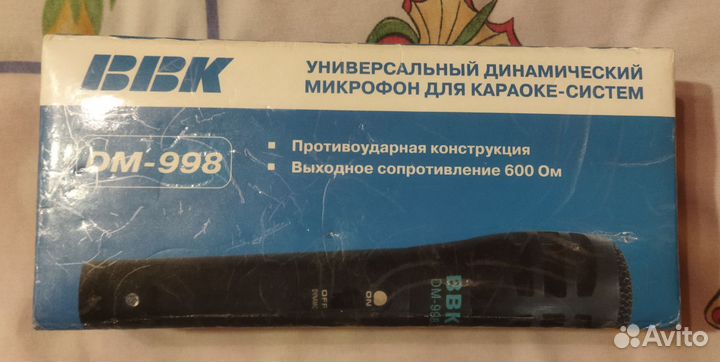 BBK
УНИВЕРСАЛЬНЫЙ ДИНАМИЧЕСКИЙ
МИКРОФОН ДЛЯ КАРАОКЕ-СИСТЕМ
DM-998
Противоударная конструкция
Выходное сопротивление 600 Ом
OFF
ON
BBK
DM-998
Avito